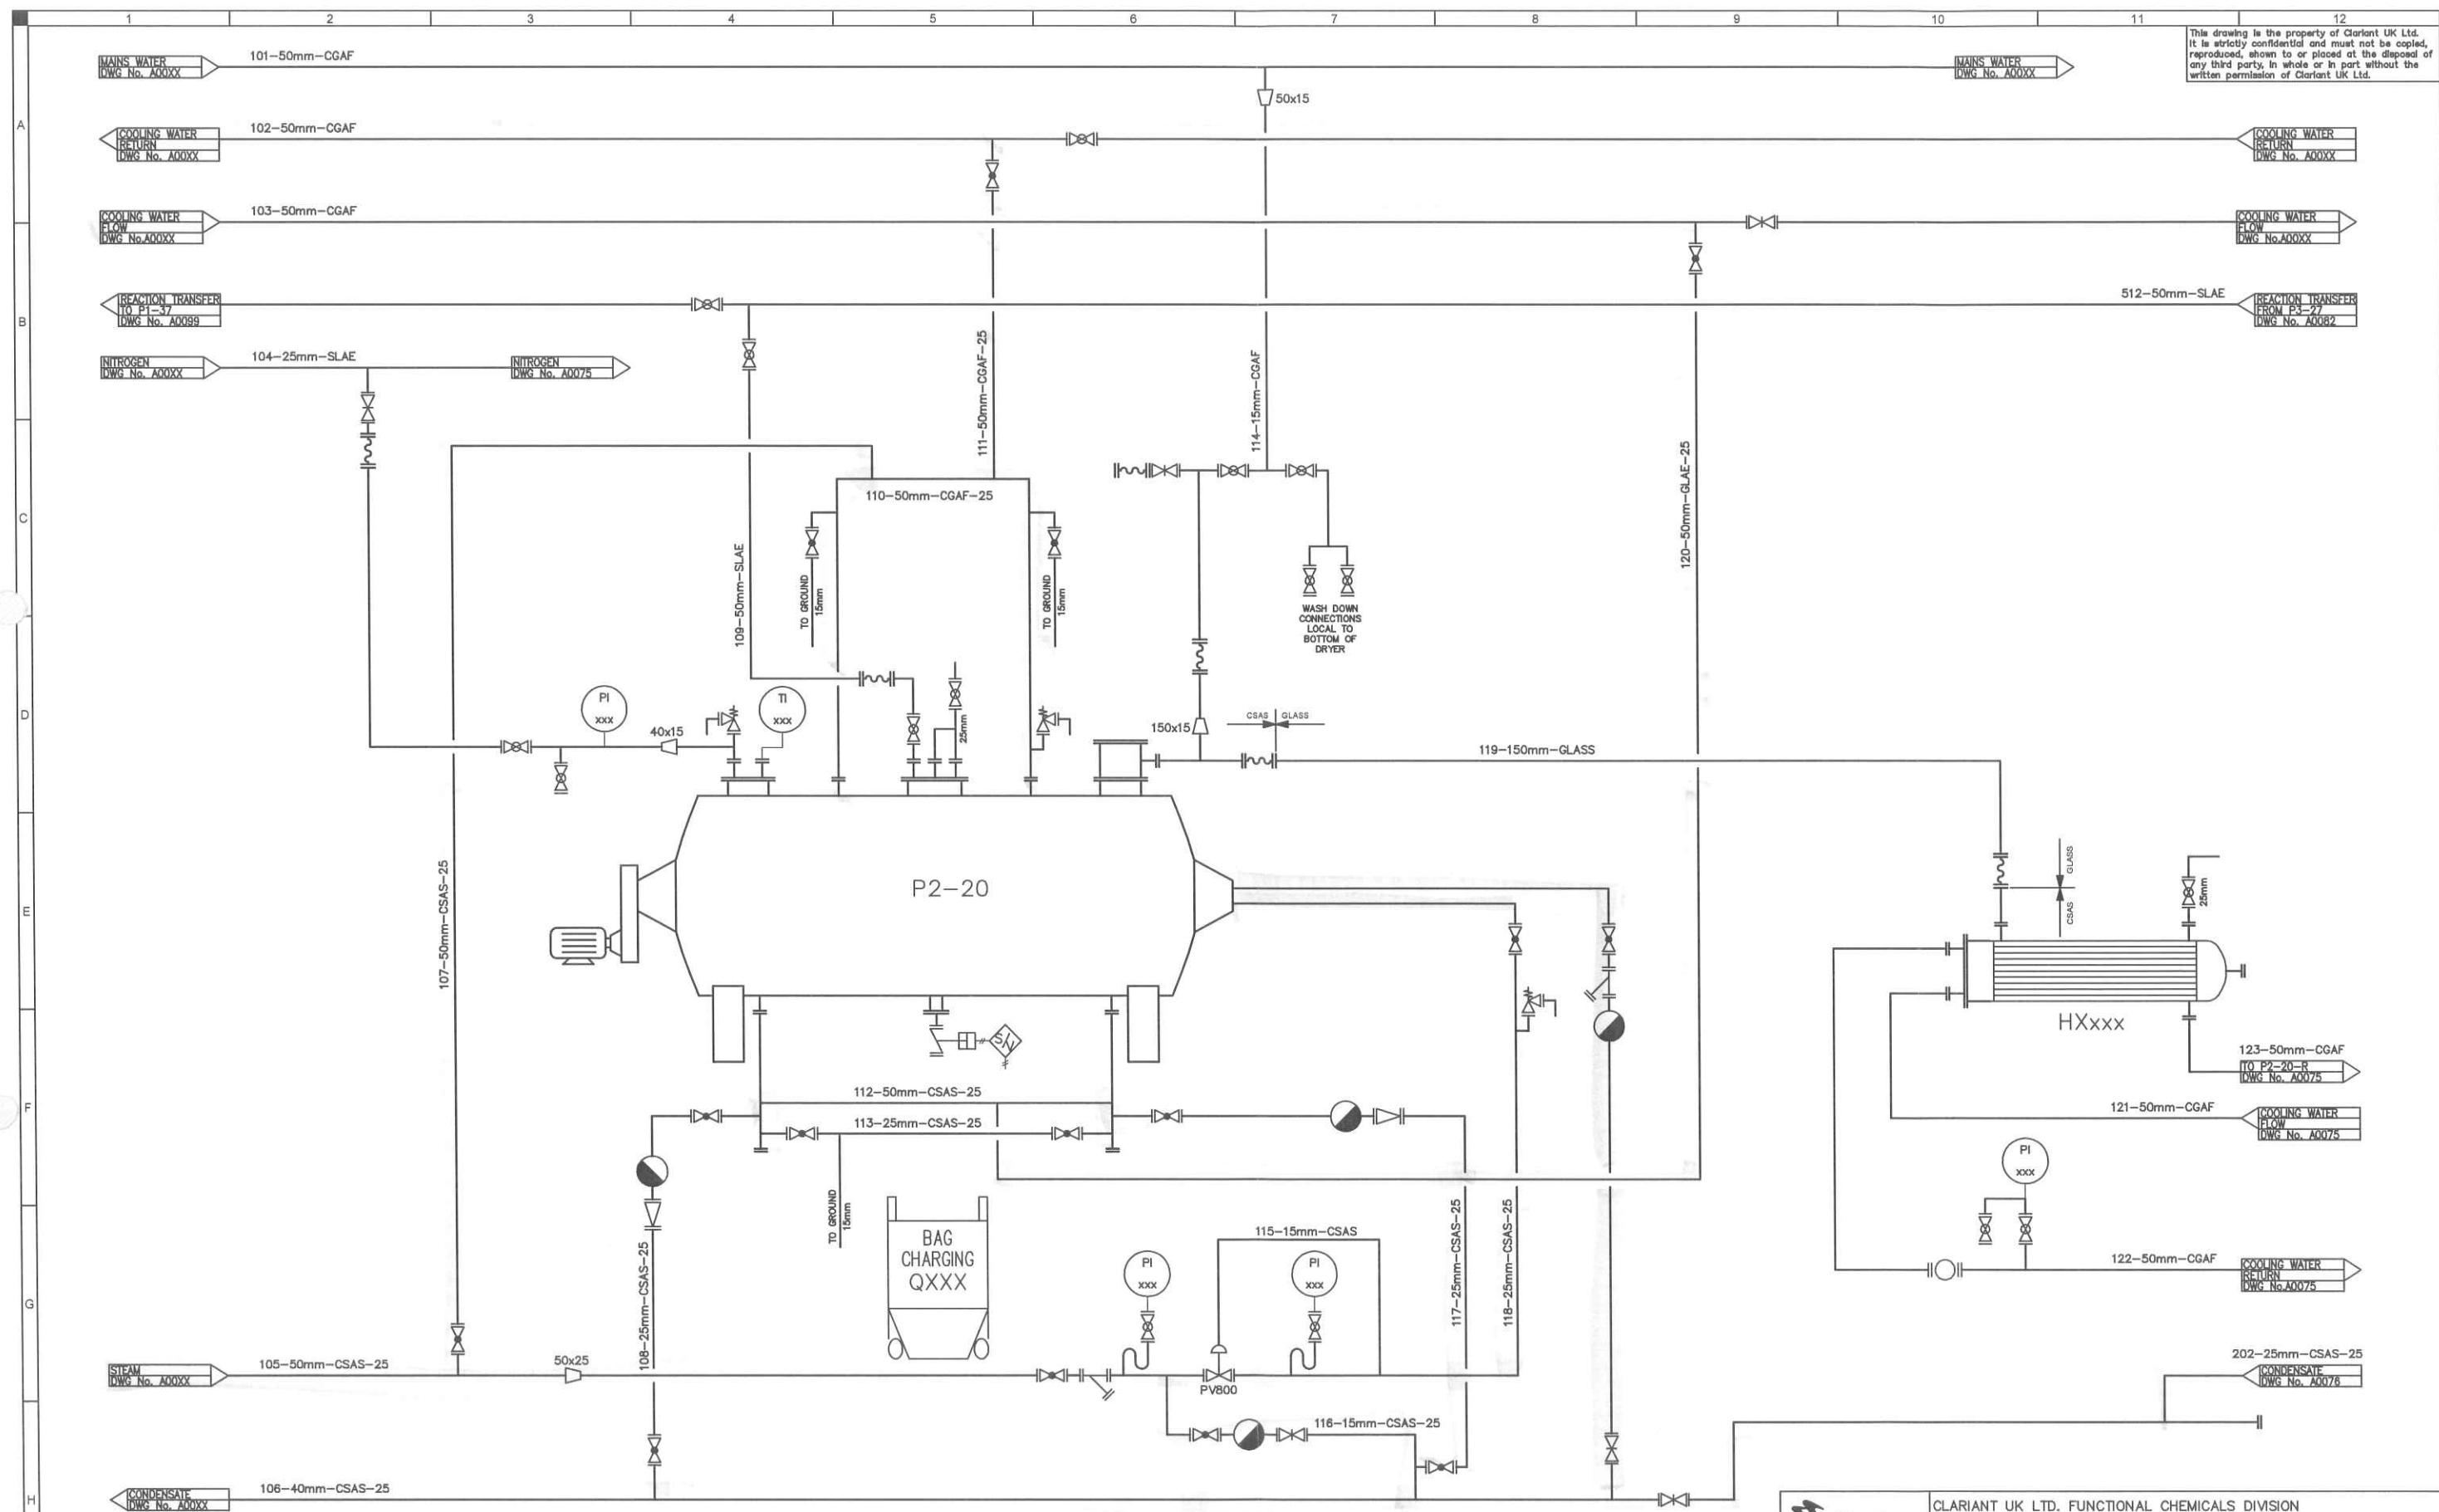 1 2 3 4 5 6 7 8 9 10 11 12
This drawing is the property of Clariant UK Ltd.
It is strictly confidential and must not be copied,
reproduced, shown to or placed at the disposal of
any third party, in whole or in part without the
written permission of Clariant UK Ltd.
MAINS WATER
DWG No. A00XX
101-50mm-CGAF
MAINS WATER
DWG No. A00XX
50x15
A
COOLING WATER
RETURN
DWG No. A00XX
102-50mm-CGAF
COOLING WATER
RETURN
DWG No. A00XX
COOLING WATER
FLOW
DWG No.A00XX
103-50mm-CGAF
COOLING WATER
FLOW
DWG No.A00XX
B
REACTION TRANSFER
TO P1-37
DWG No. A0099
512-50mm-SLAE
REACTION TRANSFER
FROM P3-27
DWG No. A0082
NITROGEN
DWG No. A00XX
104-25mm-SLAE
NITROGEN
DWG No. A0075
111-50mm-CGAF-25
114-15mm-CGAF
120-50mm-GLAE-25
C
110-50mm-CGAF-25
109-50mm-SLAE
TO GROUND
15mm
TO GROUND
15mm
WASH DOWN
CONNECTIONS
LOCAL TO
BOTTOM OF
DRYER
D
PI
xxx
TI
xxx
40x15
25mm
150x15
CSAS
GLASS
119-150mm-GLASS
107-50mm-CSAS-25
E
P2-20
GLASS
CSAS
25mm
HXxxx
S/N
123-50mm-CGAF
TO P2-20-R
DWG No. A0075
F
112-50mm-CSAS-25
113-25mm-CSAS-25
121-50mm-CGAF
COOLING WATER
FLOW
DWG No. A0075
PI
xxx
TO GROUND
15mm
108-25mm-CSAS-25
BAG
CHARGING
QXXX
115-15mm-CSAS
117-25mm-CSAS-25
118-25mm-CSAS-25
PI
xxx
PI
xxx
122-50mm-CGAF
COOLING WATER
RETURN
DWG No.A0075
G
STEAM
DWG No. A00XX
105-50mm-CSAS-25
50x25
PV800
202-25mm-CSAS-25
CONDENSATE
DWG No. A0076
116-15mm-CSAS-25
H
CONDENSATE
DWG No. A00XX
106-40mm-CSAS-25
CLARIANT UK LTD. FUNCTIONAL CHEMICALS DIVISION